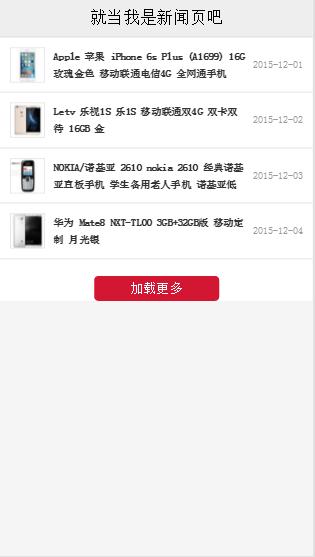 就当我是新闻页吧
Apple 苹果 iPhone 6s Plus (A1699) 16G
玫瑰金色 移动联通电信4G 全网通手机
2015-12-01
Letv 乐视1S 乐1S 移动联通双4G 双卡双
待 16GB 金
2015-12-02
NOKIA/诺基亚 2610 nokia 2610 经典诺基
亚直板手机 学生备用老人手机 诺基亚低
2015-12-03
华为 Mate8 NXT-TL00 3GB+32GB版 移动定
制 月光银
2015-12-04
加载更多